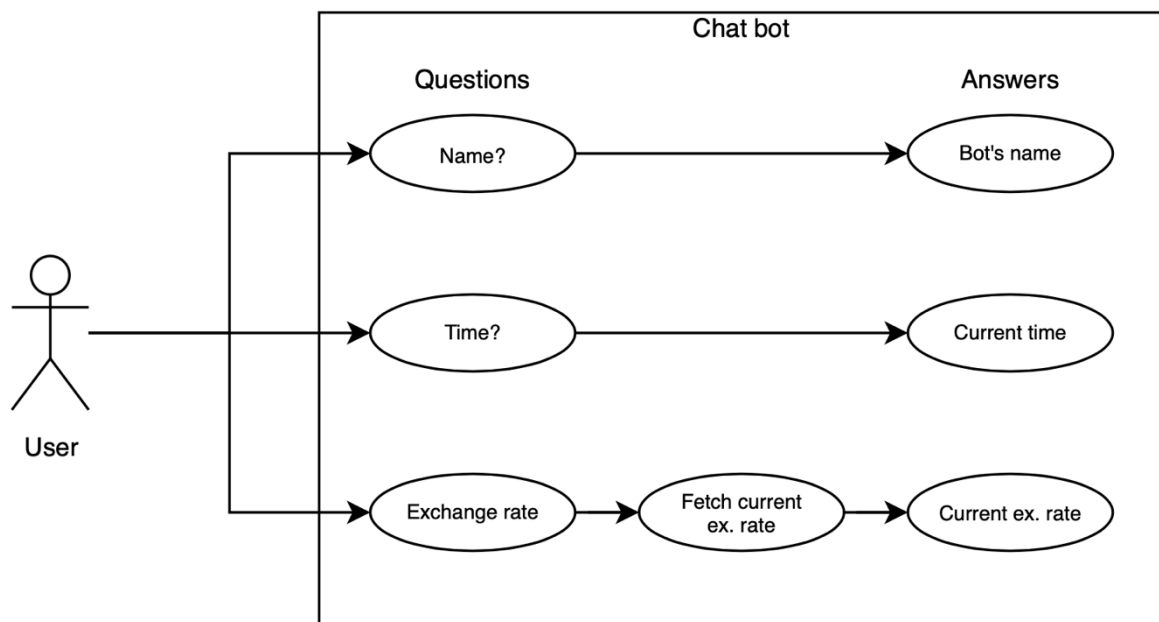 Chat bot
Questions
Answers
Name?
Bot's name
Time?
Current time
User
Exchange rate
Fetch current
ex. rate
Current ex. rate